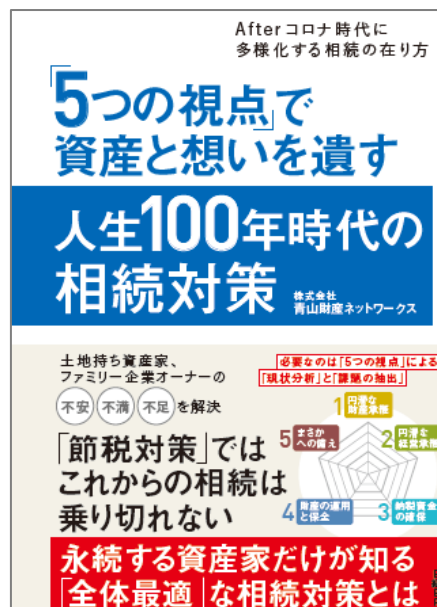 Afterコロナ時代に
多様化する相続の在り方
「5つの視点」で
資産と想いを遺す
人生100年時代の
相続対策
株式会社
青山財産ネットワークス
土地持ち資産家、
ファミリー企業オーナーの
不安 不満 不足 を解決
「節税対策」では
これからの相続は
乗り切れない
必要なのは「5つの視点」による
「現状分析」と「課題の抽出」
1 円滑な
財産承継
2 円滑な
経営承継
3 納税資金
の確保
4 財産の運用
と保全
5 まさか
への備え
永続する資産家だけが知る
「全体最適」な相続対策とは